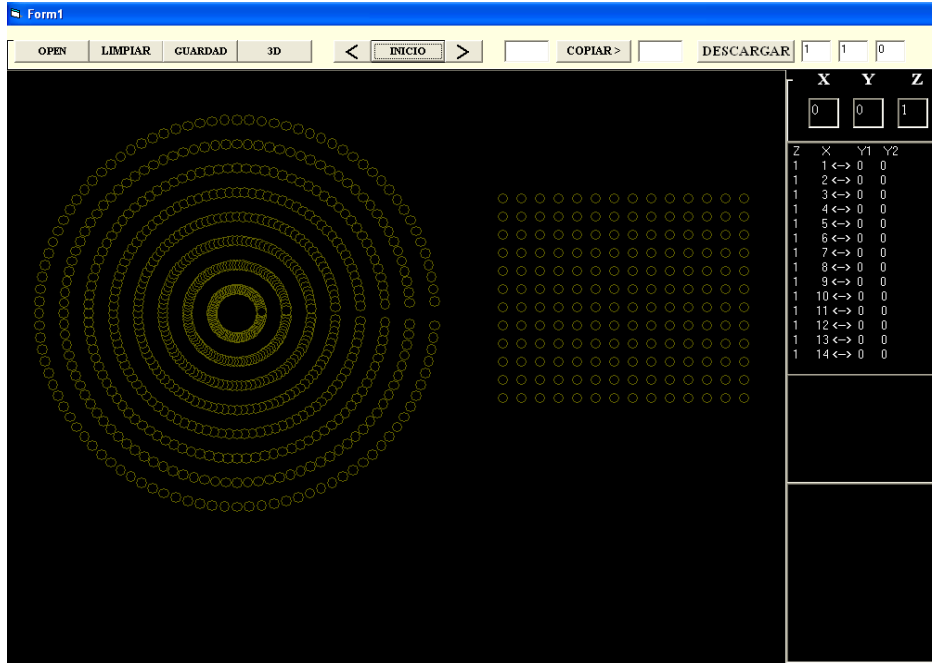 Form1
OPEN LIMPIAR GUARDAD 3D < INICIO > COPIAR > DESCARGAR 1 1 0
X Y Z
0 0 1
Z X Y1 Y2
1 1 <-> 0 0
1 2 <-> 0 0
1 3 <-> 0 0
1 4 <-> 0 0
1 5 <-> 0 0
1 6 <-> 0 0
1 7 <-> 0 0
1 8 <-> 0 0
1 9 <-> 0 0
1 10 <-> 0 0
1 11 <-> 0 0
1 12 <-> 0 0
1 13 <-> 0 0
1 14 <-> 0 0